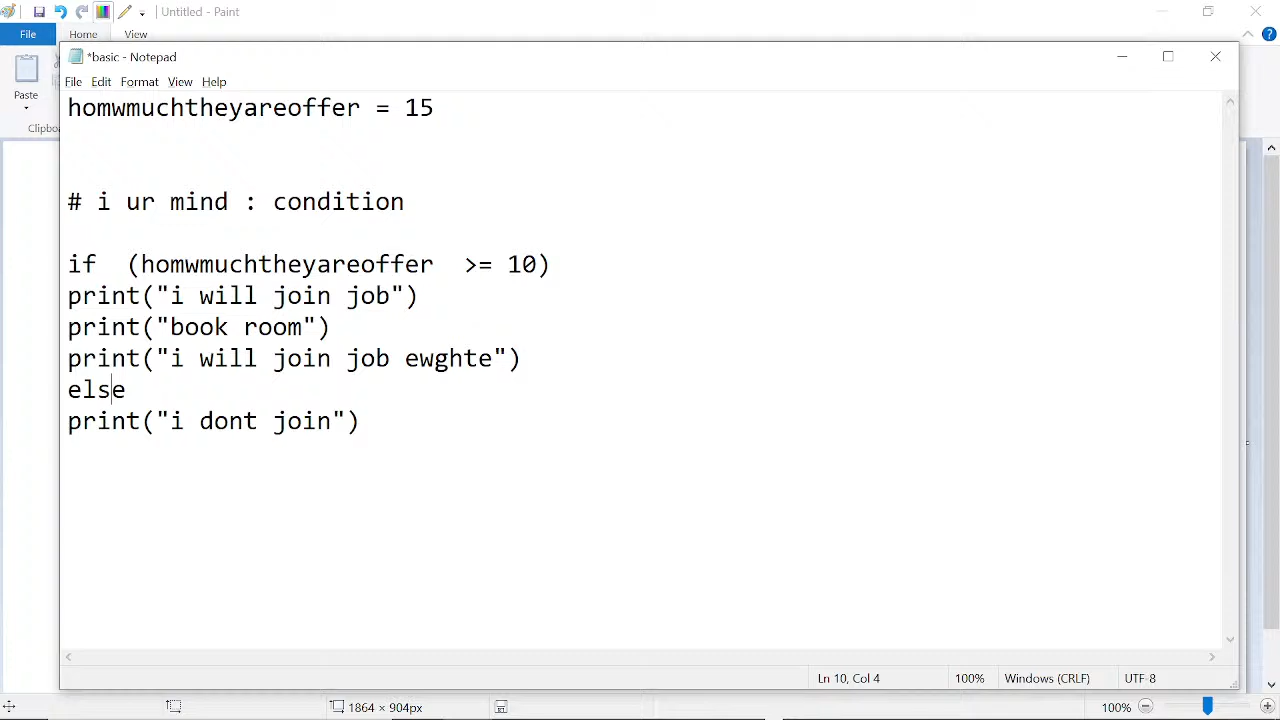 Untitled - Paint
File Home View
*basic - Notepad
File Edit Format View Help
Paste
homwmuchtheyareoffer = 15
# i ur mind : condition
if  (homwmuchtheyareoffer  >= 10)
print("i will join job")
print("book room")
print("i will join job ewghte")
else
print("i dont join")
Ln 10, Col 4 100% Windows (CRLF) UTF-8
1864 × 904px 100%